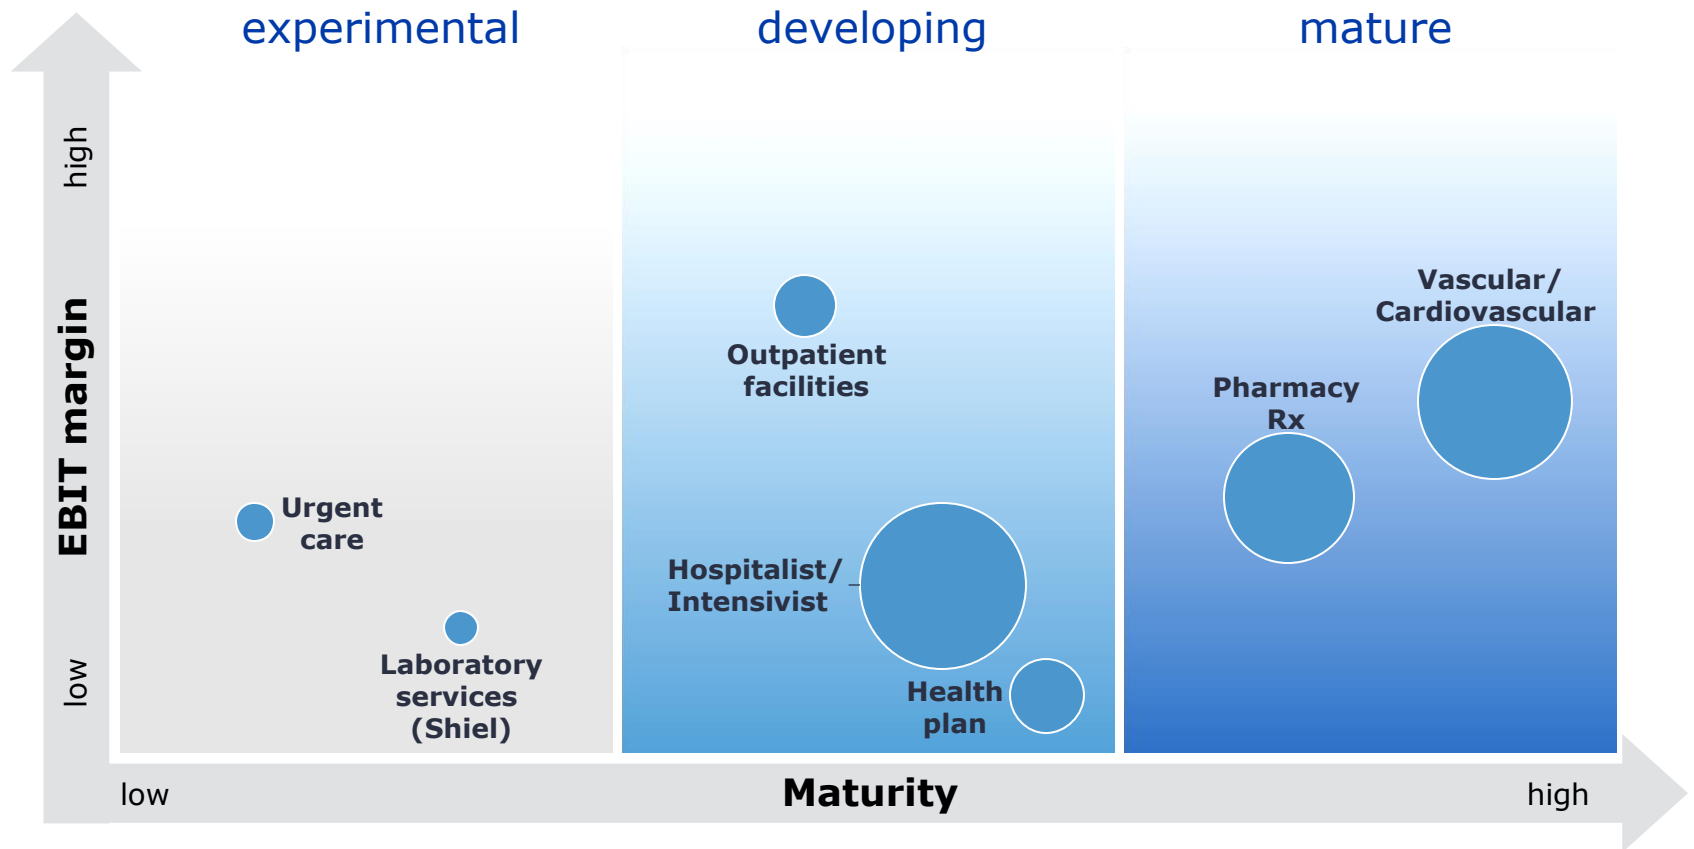 experimental
developing
mature
high
EBIT margin
low
Urgent
care
Laboratory
services
(Shiel)
Outpatient
facilities
Hospitalist/
Intensivist
Health
plan
Pharmacy
Rx
Vascular/
Cardiovascular
low
Maturity
high